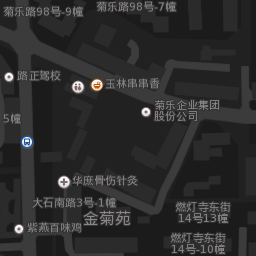 菊乐路98号-9幢
菊乐路98号-7幢
路正驾校
玉林串串香
菊乐企业集团
股份公司
5幢
华庶骨伤针灸
大石南路3号-1幢
金菊苑
燃灯寺东街
14号13幢
紫燕百味鸡
燃灯寺东街
14号-10幢